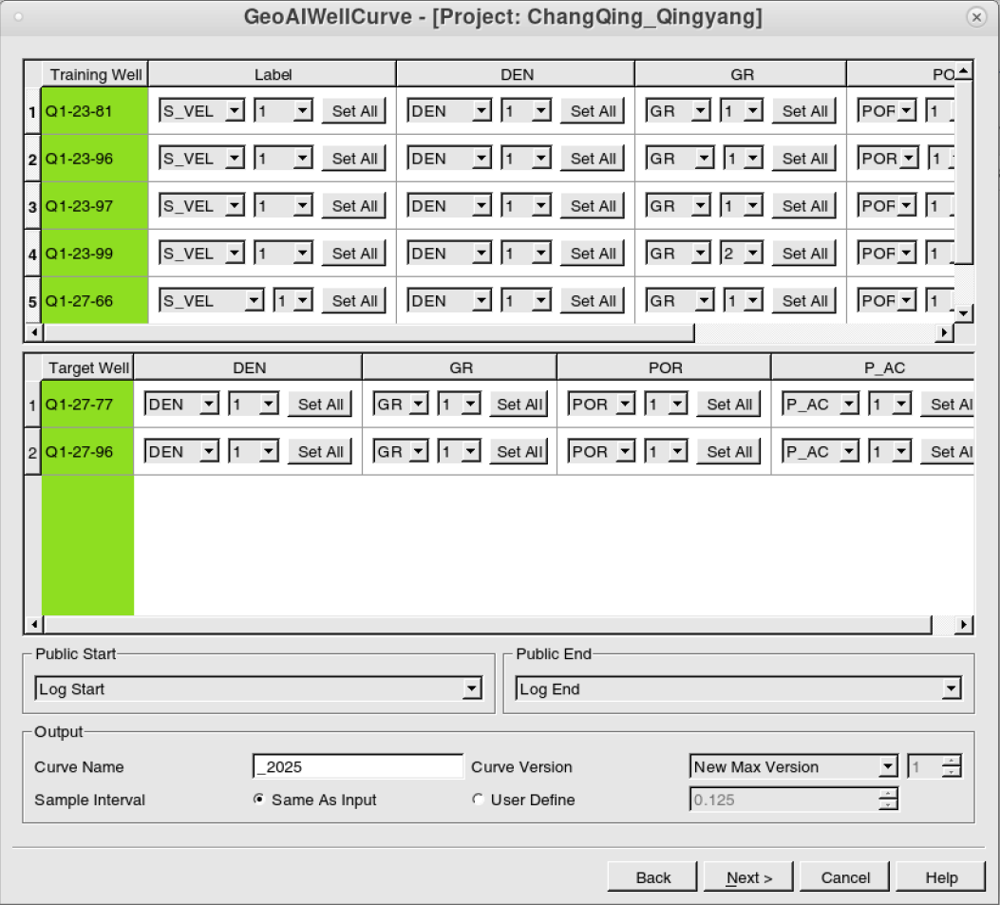 GeoAIWellCurve - [Project: ChangQing_Qingyang]
Training Well Label DEN GR PO
1 Q1-23-81 S_VEL 1 Set All DEN 1 Set All GR 1 Set All POR 1
2 Q1-23-96 S_VEL 1 Set All DEN 1 Set All GR 1 Set All POR 1
3 Q1-23-97 S_VEL 1 Set All DEN 1 Set All GR 1 Set All POR 1
4 Q1-23-99 S_VEL 1 Set All DEN 1 Set All GR 2 Set All POR 1
5 Q1-27-66 S_VEL 1 Set All DEN 1 Set All GR 1 Set All POR 1
Target Well DEN GR POR P_AC
1 Q1-27-77 DEN 1 Set All GR 1 Set All POR 1 Set All P_AC 1 Set Al
2 Q1-27-96 DEN 1 Set All GR 1 Set All POR 1 Set All P_AC 1 Set Al
Public Start Public End
Log Start Log End
Output
Curve Name _2025 Curve Version New Max Version 1
Sample Interval Same As Input User Define 0.125
Back Next > Cancel Help